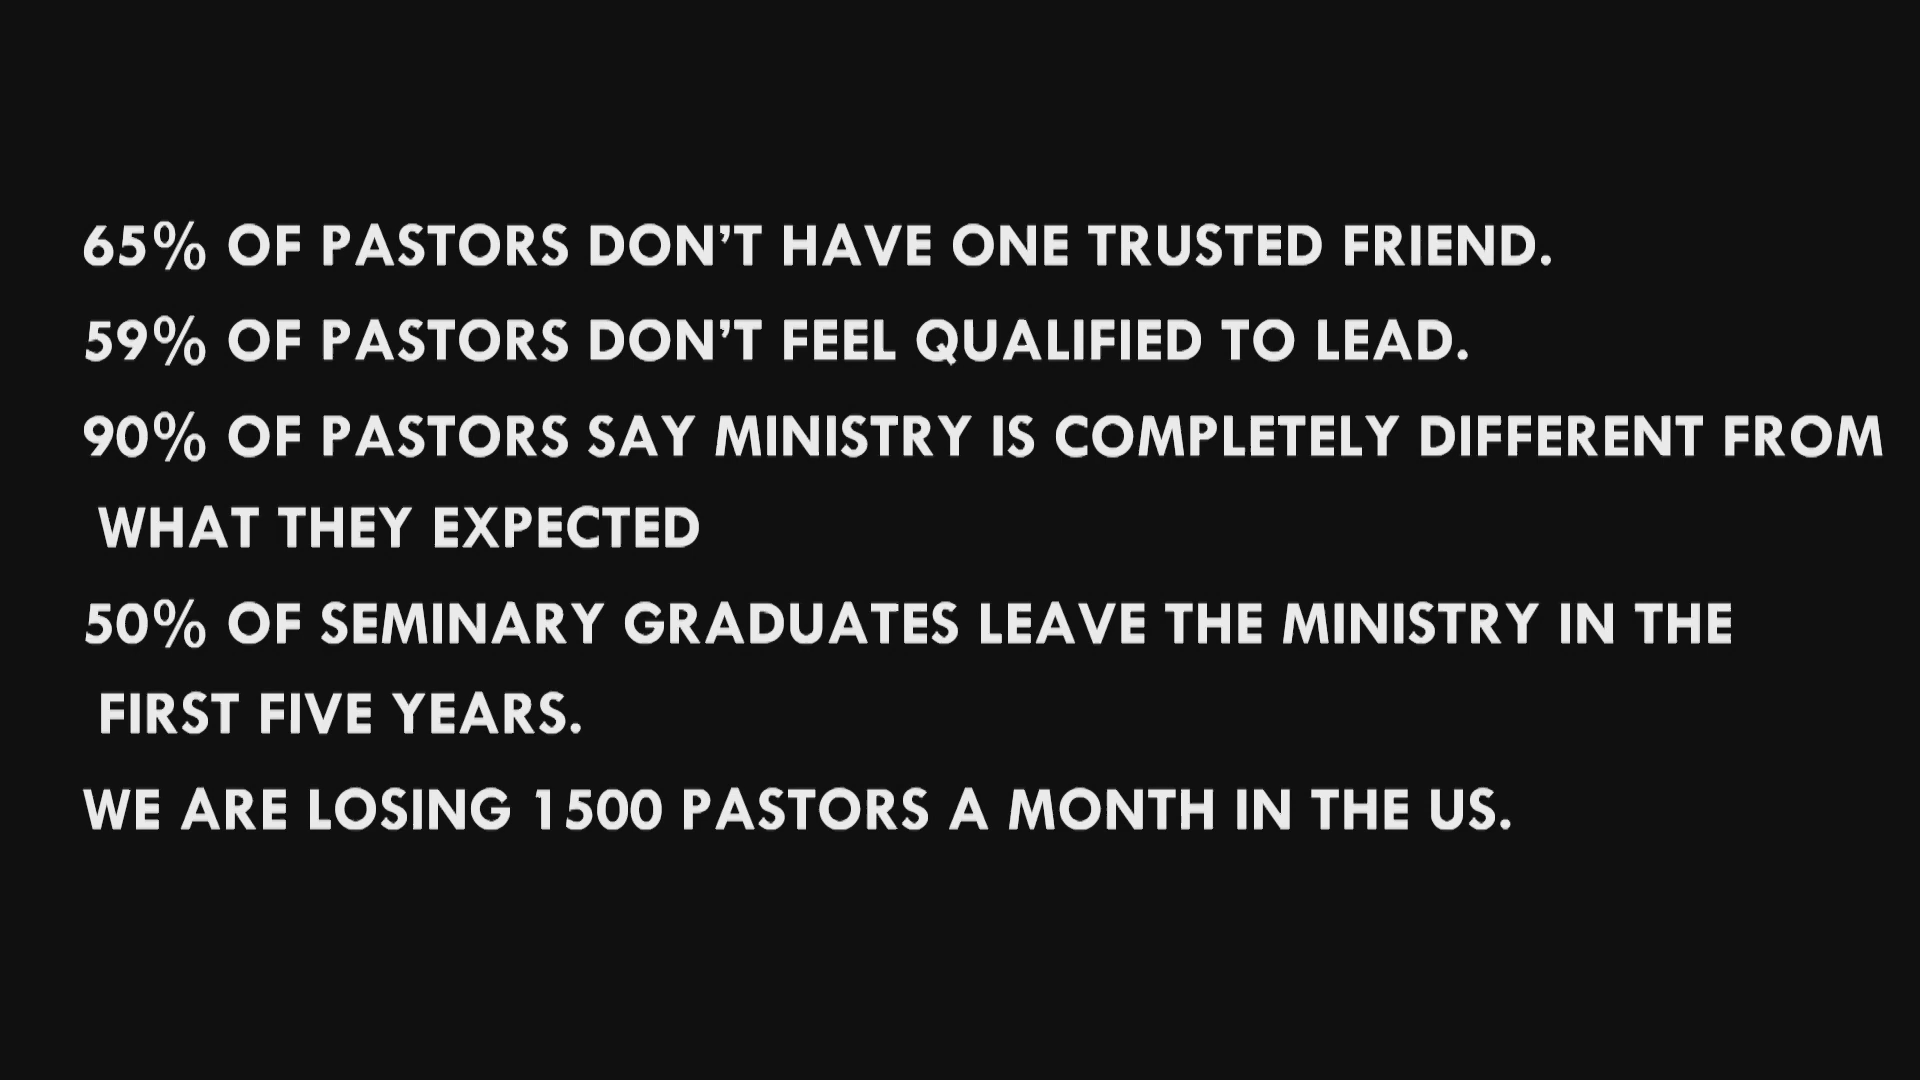 65% OF PASTORS DON’T HAVE ONE TRUSTED FRIEND.
59% OF PASTORS DON’T FEEL QUALIFIED TO LEAD.
90% OF PASTORS SAY MINISTRY IS COMPLETELY DIFFERENT FROM
WHAT THEY EXPECTED
50% OF SEMINARY GRADUATES LEAVE THE MINISTRY IN THE
FIRST FIVE YEARS.
WE ARE LOSING 1500 PASTORS A MONTH IN THE US.